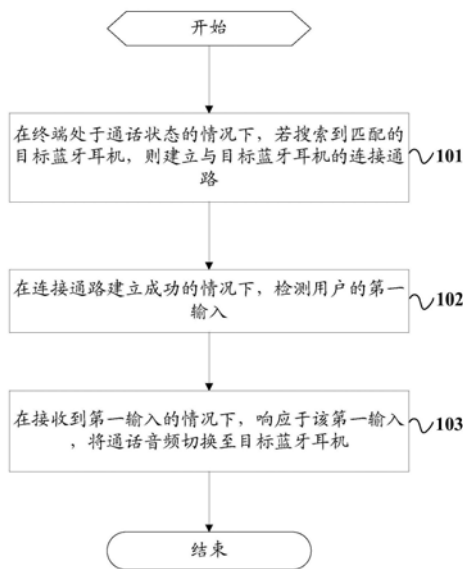 开始
在终端处于通话状态的情况下，若搜索到匹配的
目标蓝牙耳机，则建立与目标蓝牙耳机的连接通
路
101
在连接通路建立成功的情况下，检测用户的第一
输入
102
在接收到第一输入的情况下，响应于该第一输入
，将通话音频切换至目标蓝牙耳机
103
结束